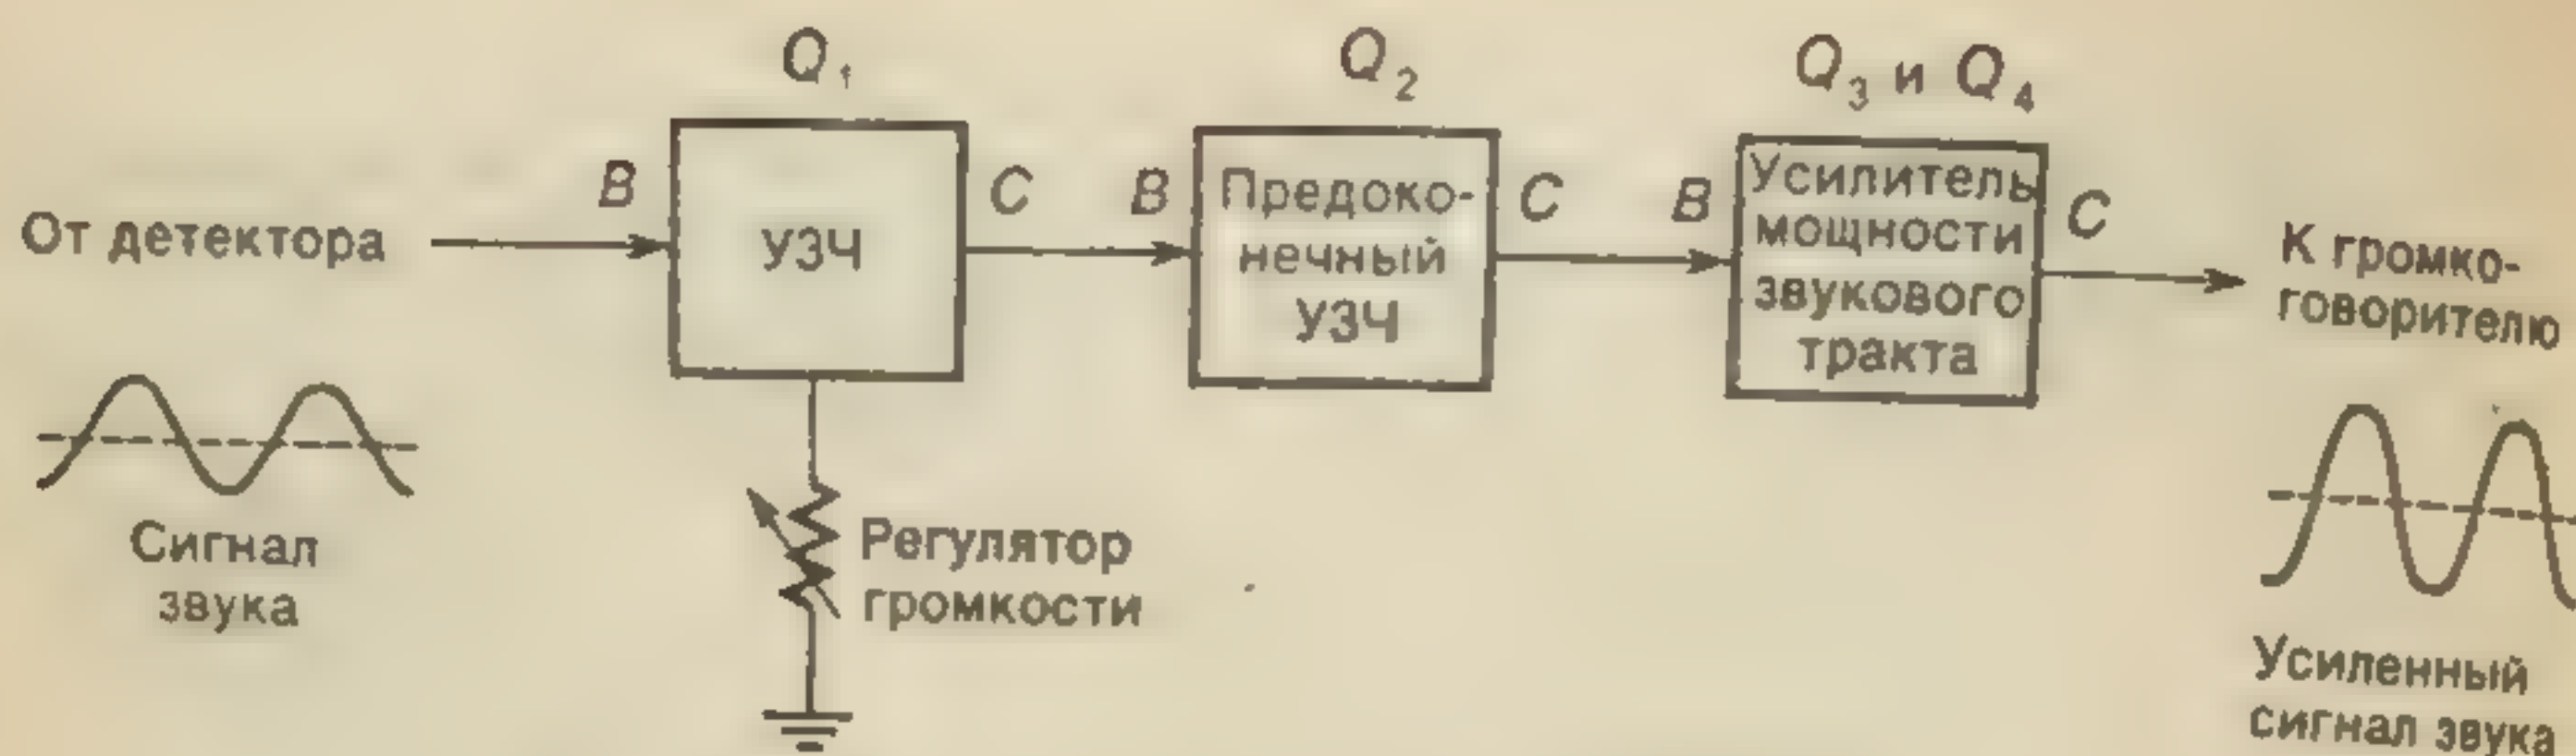 Q₁
Q₂
Q₃ и Q₄
От детектора
B
УЗЧ
C
B
Предоко-
нечный
УЗЧ
C
B
Усилитель
мощности
звукового
тракта
C
К громко-
говорителю
Сигнал
звука
Регулятор
громкости
Усиленный
сигнал звука